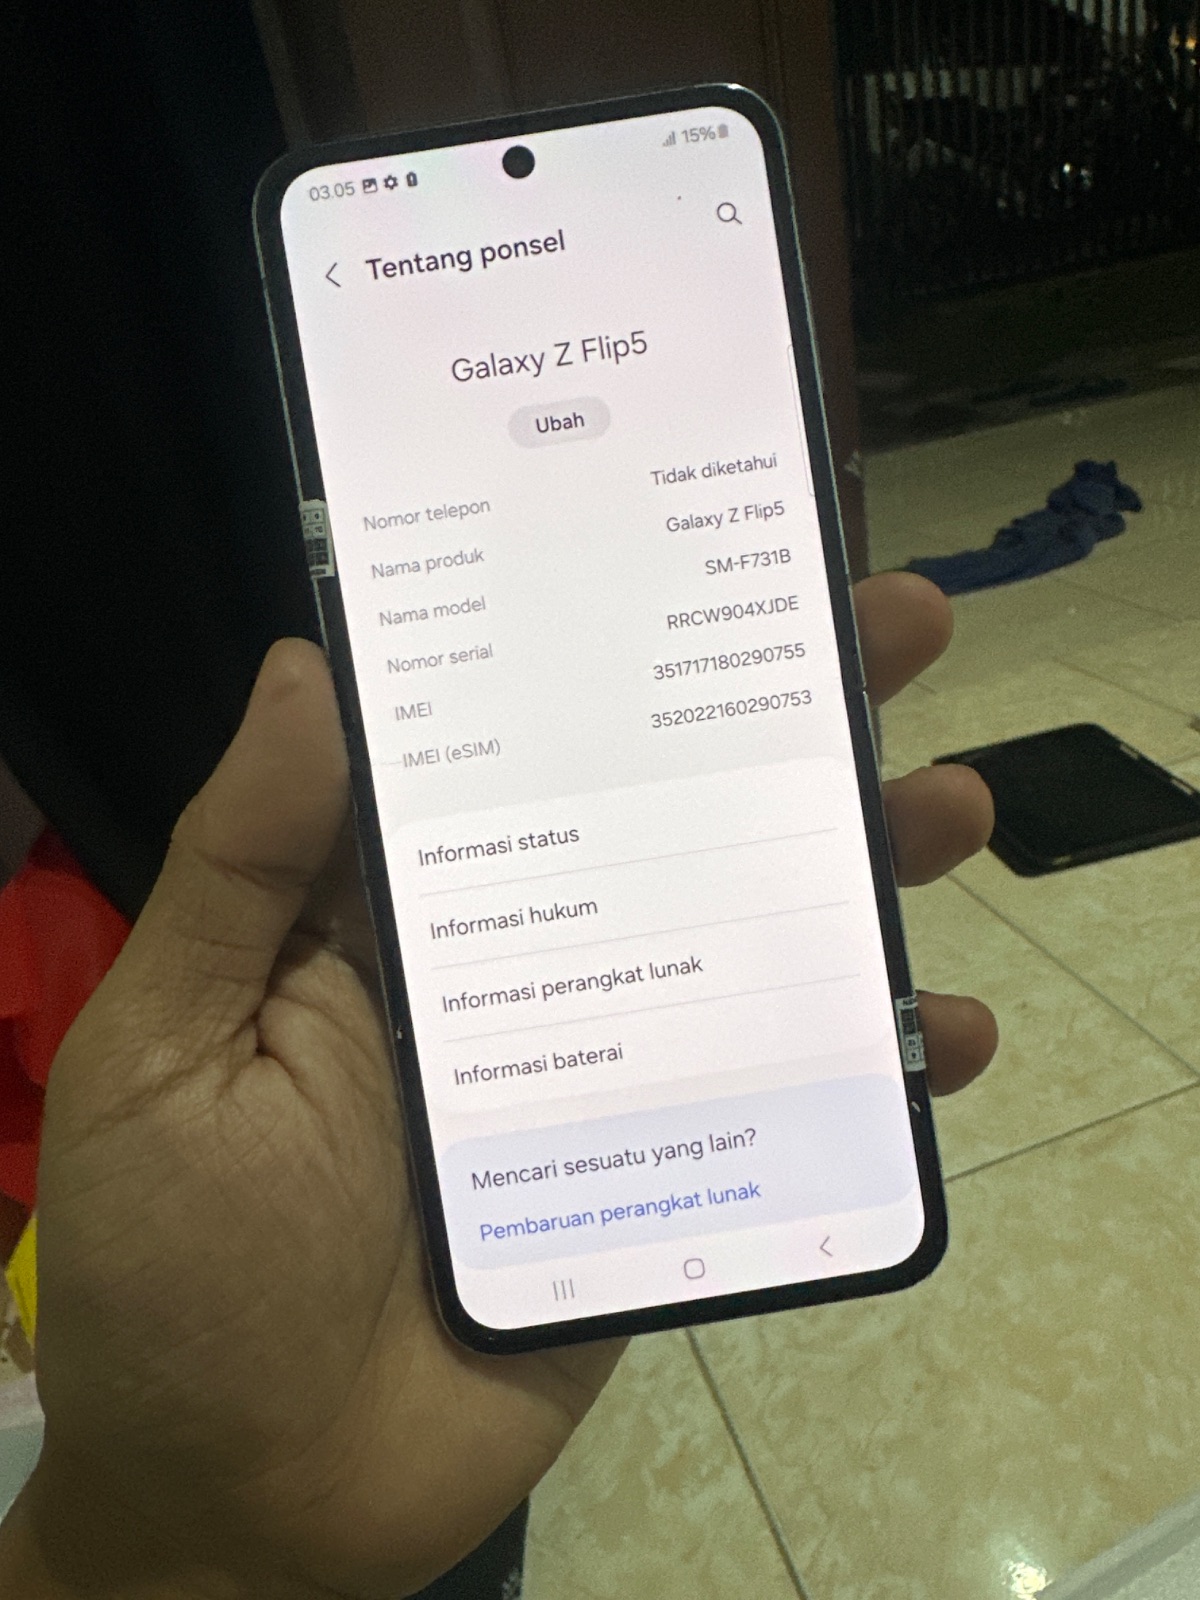 03.05
15%
Tentang ponsel
Galaxy Z Flip5
Ubah
Nomor telepon Tidak diketahui
Nama produk Galaxy Z Flip5
Nama model SM-F731B
Nomor serial RRCW904XJDE
IMEI 351717180290755
IMEI (eSIM) 352022160290753
Informasi status
Informasi hukum
Informasi perangkat lunak
Informasi baterai
Mencari sesuatu yang lain?
Pembaruan perangkat lunak